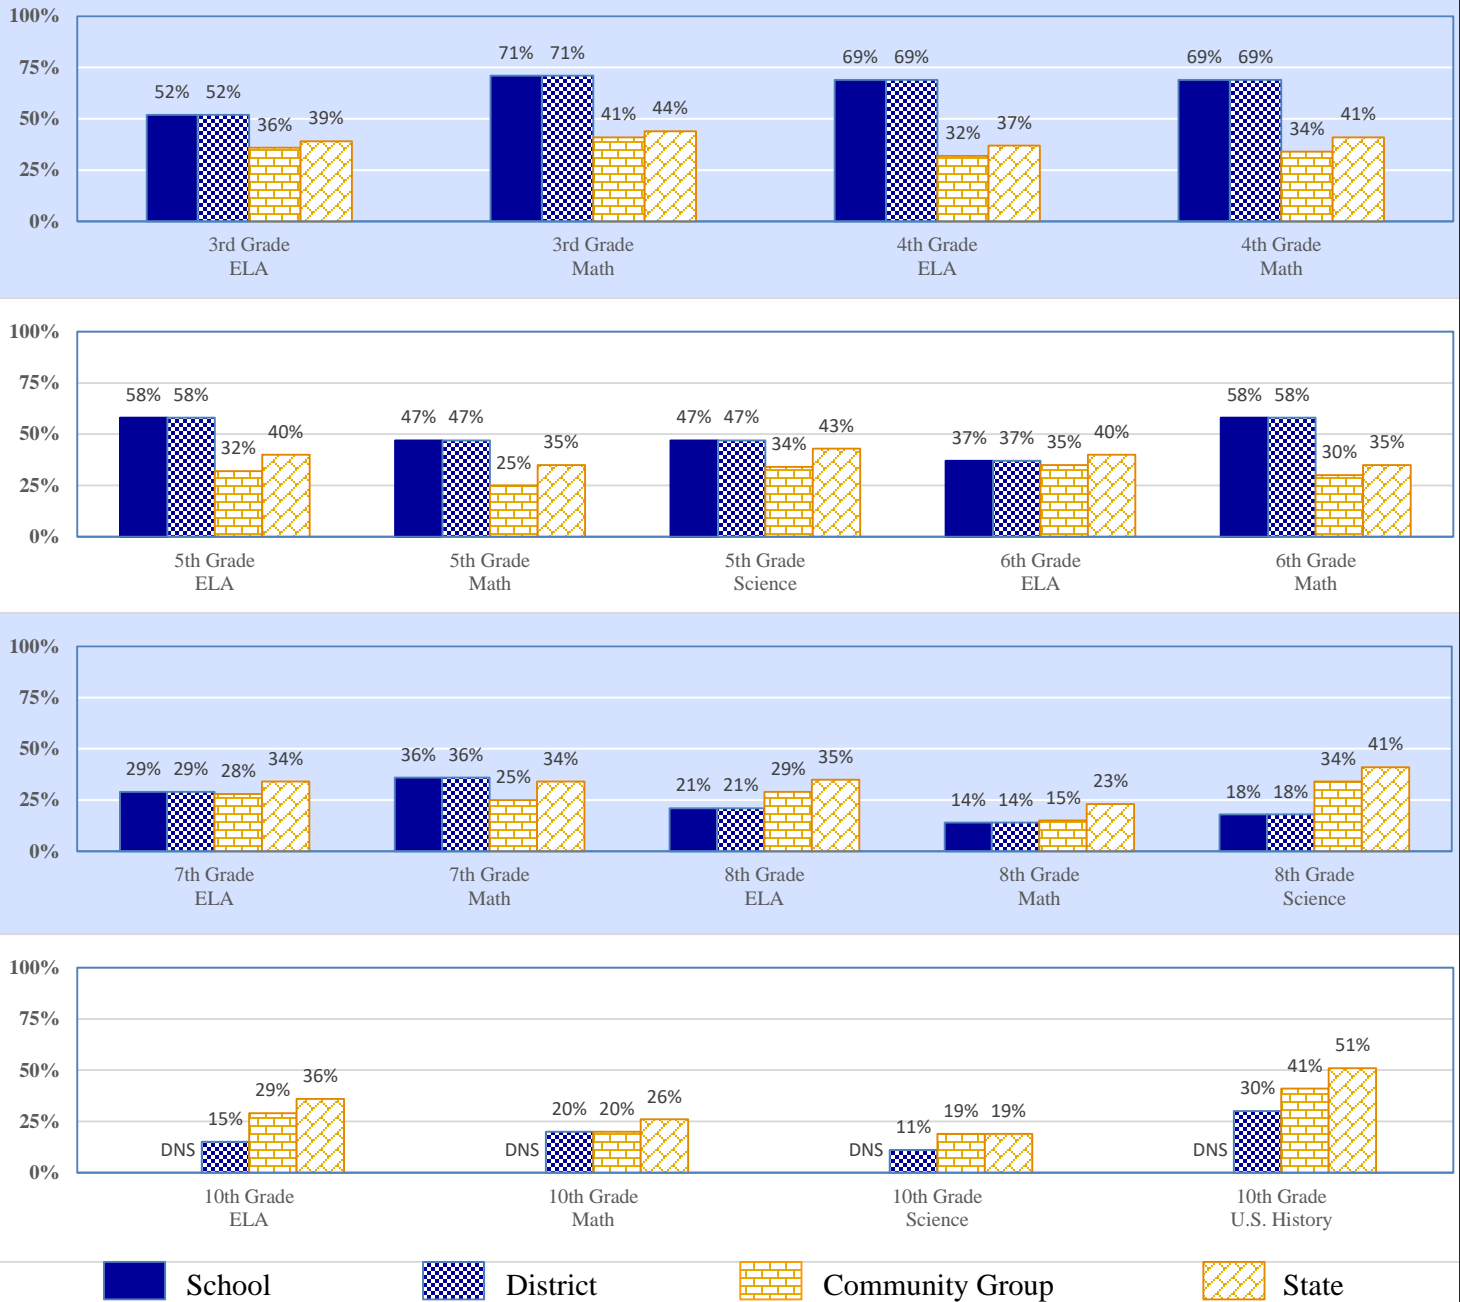 100%
75%
50%
25%
0%
52% 52% 36% 39%
71% 71% 41% 44%
69% 69% 32% 37%
69% 69% 34% 41%
3rd Grade
ELA
3rd Grade
Math
4th Grade
ELA
4th Grade
Math
100%
75%
50%
25%
0%
58% 58% 32% 40%
47% 47% 25% 35%
47% 47% 34% 43%
37% 37% 35% 40%
58% 58% 30% 35%
5th Grade
ELA
5th Grade
Math
5th Grade
Science
6th Grade
ELA
6th Grade
Math
100%
75%
50%
25%
0%
29% 29% 28% 34%
36% 36% 25% 34%
21% 21% 29% 35%
14% 14% 15% 23%
18% 18% 34% 41%
7th Grade
ELA
7th Grade
Math
8th Grade
ELA
8th Grade
Math
8th Grade
Science
100%
75%
50%
25%
0%
DNS 15% 29% 36%
DNS 20% 20% 26%
DNS 11% 19% 19%
DNS 30% 41% 51%
10th Grade
ELA
10th Grade
Math
10th Grade
Science
10th Grade
U.S. History
School
District
Community Group
State